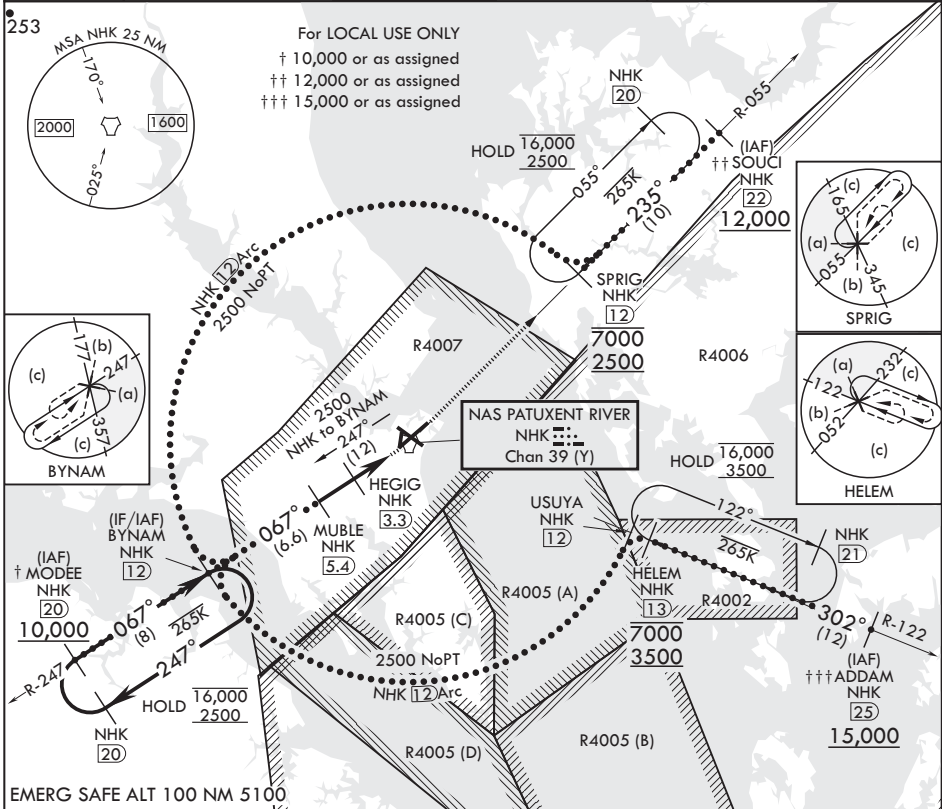 253
MSA NHK 25 NM
170°
2000
1600
025°
For LOCAL USE ONLY
† 10,000 or as assigned
†† 12,000 or as assigned
††† 15,000 or as assigned
NHK
20
R-055
HOLD 16,000
2500
055°
265K
235°
(10)
(IAF)
†† SOUCI
NHK
22
12,000
(c)
165
(a)
(c)
055
(b)
345
SPRIG
NHK 12 Arc
2500 NoPT
SPRIG
NHK
12
7000
2500
R4007
R4006
177
(b)
247
(c)
(a)
(c)
357
BYNAM
(a)
232
(c)
122
(b)
052
(c)
HELEM
2500
NHK to BYNAM
247°
(12)
NAS PATUXENT RIVER
NHK
Chan 39 (Y)
HOLD 16,000
3500
HEGIG
NHK
3.3
067°
(6.6)
MUBLE
NHK
5.4
USUYA
NHK
12
122°
265K
NHK
21
(IF/IAF)
BYNAM
NHK
12
(IAF)
† MODEE
NHK
20
10,000
067°
(8)
265K
247°
R-247
HOLD 16,000
2500
NHK
20
R4005 (C)
R4005 (A)
HELEM
NHK
13
7000
3500
R4002
302°
(12)
R-122
(IAF)
†††ADDAM
NHK
25
15,000
2500 NoPT
NHK 12 Arc
R4005 (D)
R4005 (B)
EMERG SAFE ALT 100 NM 5100